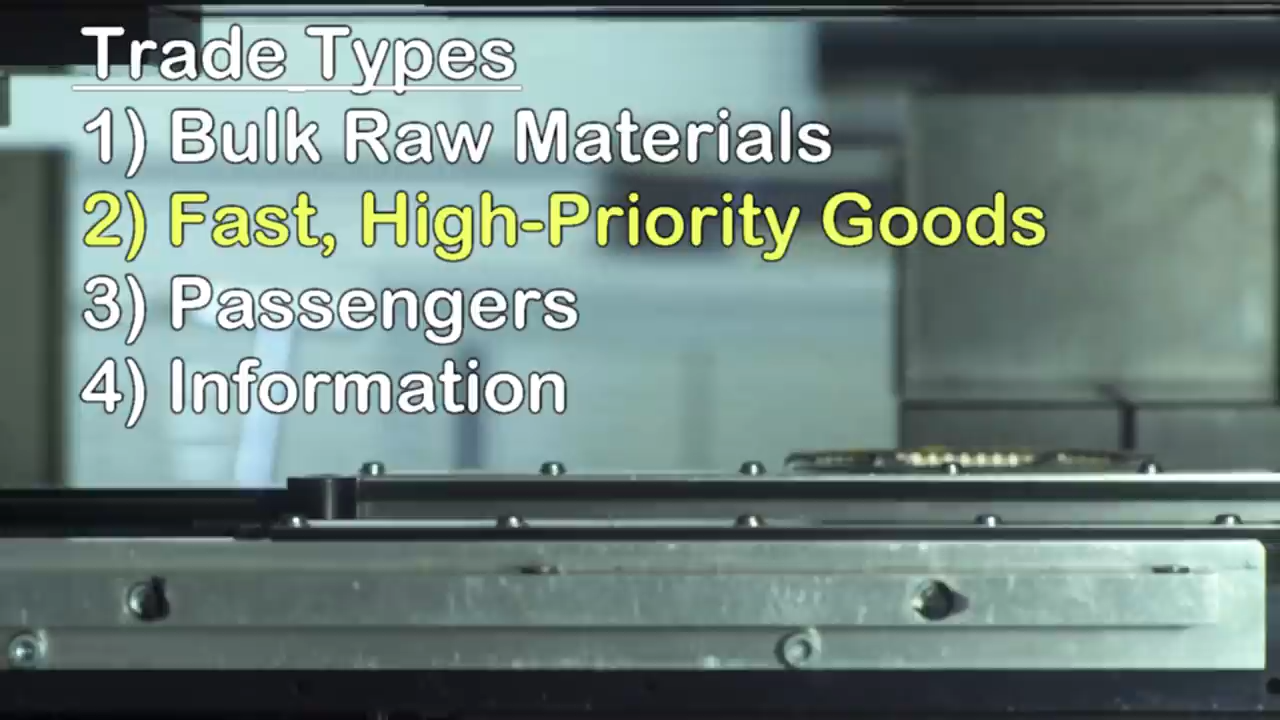 Trade Types
1) Bulk Raw Materials
2) Fast, High-Priority Goods
3) Passengers
4) Information